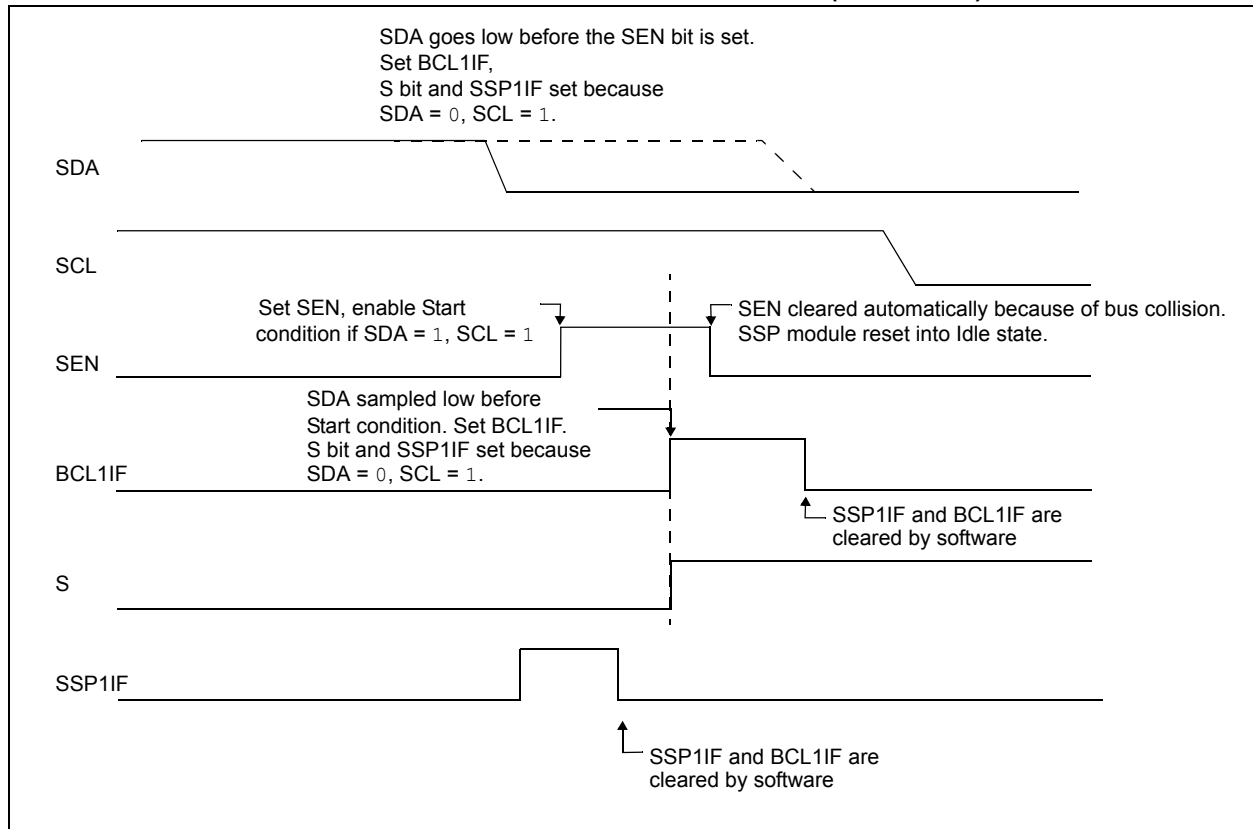 SDA goes low before the SEN bit is set.
Set BCL1IF,
S bit and SSP1IF set because
SDA = 0, SCL = 1.
SDA
SCL
Set SEN, enable Start
condition if SDA = 1, SCL = 1
SEN cleared automatically because of bus collision.
SSP module reset into Idle state.
SEN
SDA sampled low before
Start condition. Set BCL1IF.
S bit and SSP1IF set because
SDA = 0, SCL = 1.
BCL1IF
SSP1IF and BCL1IF are
cleared by software
S
SSP1IF
SSP1IF and BCL1IF are
cleared by software